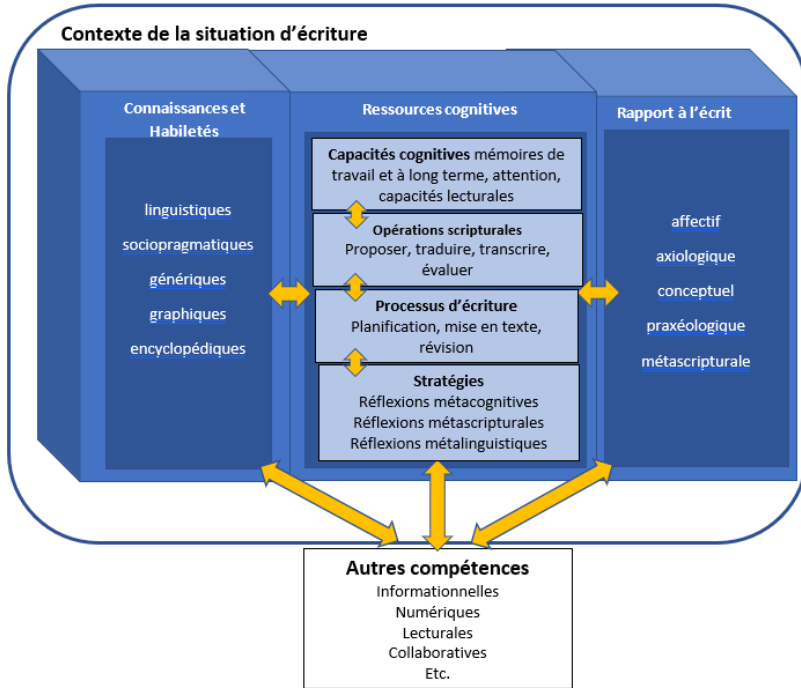 Contexte de la situation d’écriture
Connaissances et
Habiletés
linguistiques
sociopragmatiques
génériques
graphiques
encyclopédiques
Ressources cognitives
Capacités cognitives mémoires de
travail et à long terme, attention,
capacités lecturales
Opérations scripturales
Proposer, traduire, transcrire,
évaluer
Processus d’écriture
Planification, mise en texte,
révision
Stratégies
Réflexions métacognitives
Réflexions métascripturales
Réflexions métalinguistiques
Rapport à l’écrit
affectif
axiologique
conceptuel
praxéologique
métascripturale
Autres compétences
Informationnelles
Numériques
Lecturales
Collaboratives
Etc.